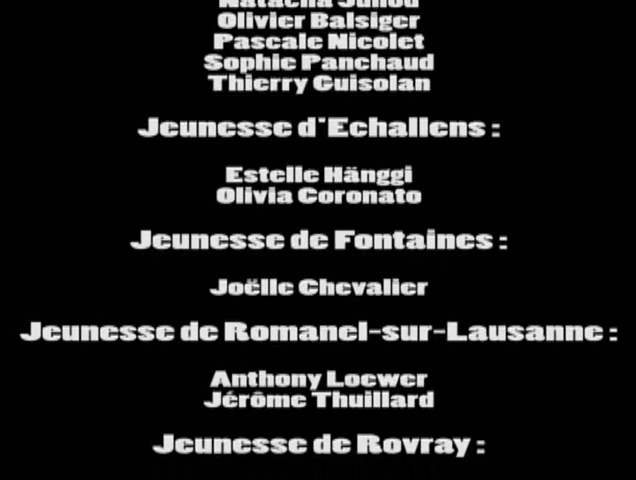 Natacha Junod
Olivier Balsiger
Pascale Nicolet
Sophie Panchaud
Thierry Guisolan
Jeunesse d'Echallens :
Estelle Hänggi
Olivia Coronato
Jeunesse de Fontaines :
Joëlle Chevalier
Jeunesse de Romanel-sur-Lausanne :
Anthony Loewer
Jérôme Thuillard
Jeunesse de Rovray :